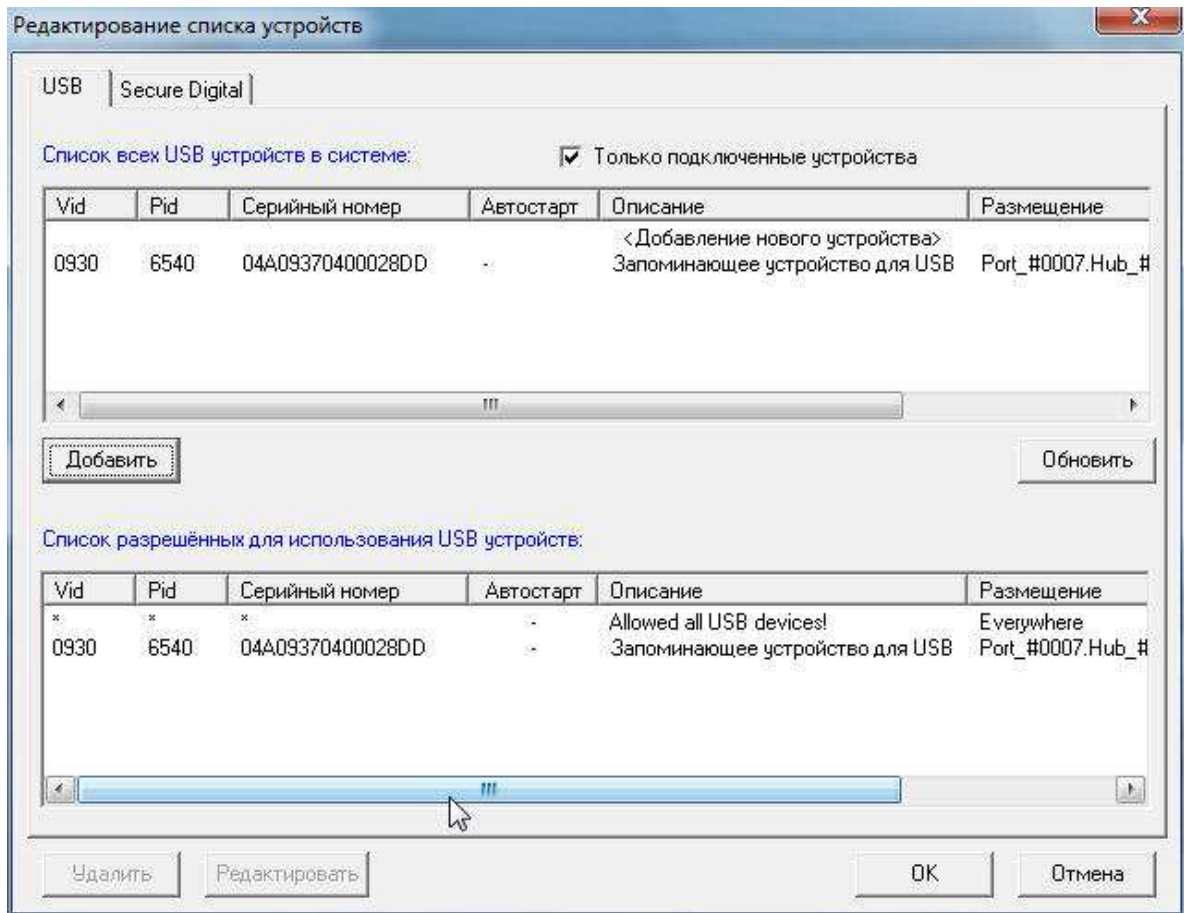 Редактирование списка устройств
USB Secure Digital
Список всех USB устройств в системе: Только подключенные устройства
Vid Pid Серийный номер Автостарт Описание Размещение
<Добавление нового устройства>
0930 6540 04A09370400028DD - Запоминающее устройство для USB Port_#0007.Hub_#
Добавить Обновить
Список разрешённых для использования USB устройств:
Vid Pid Серийный номер Автостарт Описание Размещение
* * * - Allowed all USB devices! Everywhere
0930 6540 04A09370400028DD - Запоминающее устройство для USB Port_#0007.Hub_#
Удалить Редактировать OK Отмена